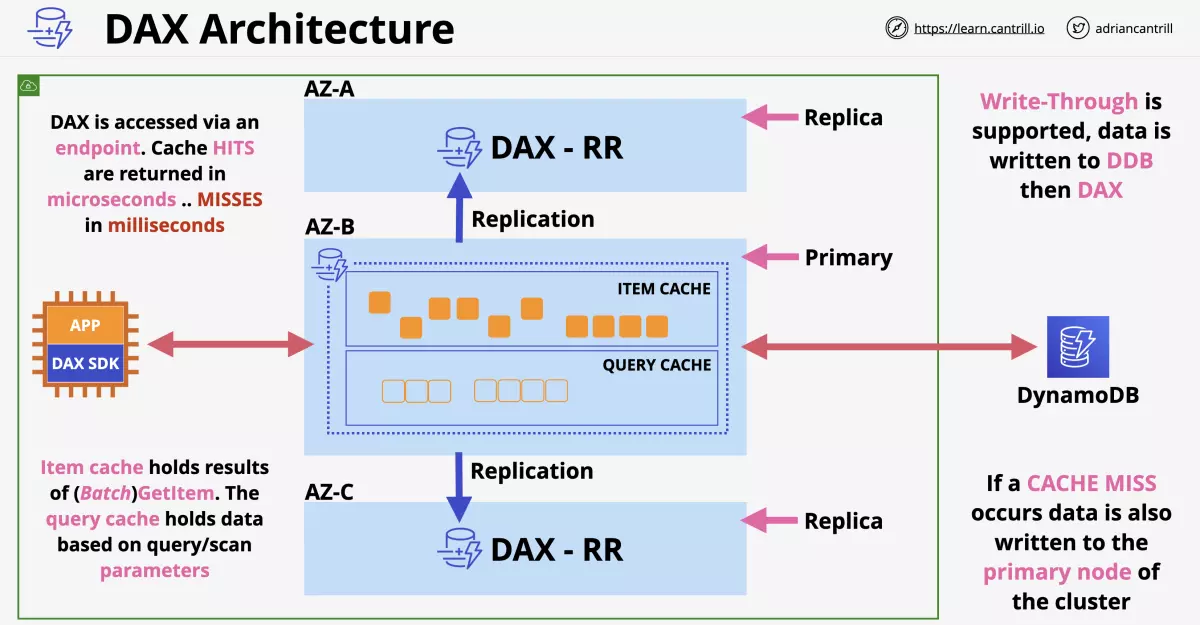 DAX Architecture
https://learn.cantrill.io
adriancantrill
DAX is accessed via an
endpoint. Cache HITS
are returned in
microseconds .. MISSES
in milliseconds
AZ-A
DAX - RR
Replica
Replication
AZ-B
Primary
ITEM CACHE
QUERY CACHE
APP
DAX SDK
Item cache holds results
of (Batch)GetItem. The
query cache holds data
based on query/scan
parameters
Replication
AZ-C
DAX - RR
Replica
Write-Through is
supported, data is
written to DDB
then DAX
DynamoDB
If a CACHE MISS
occurs data is also
written to the
primary node of
the cluster